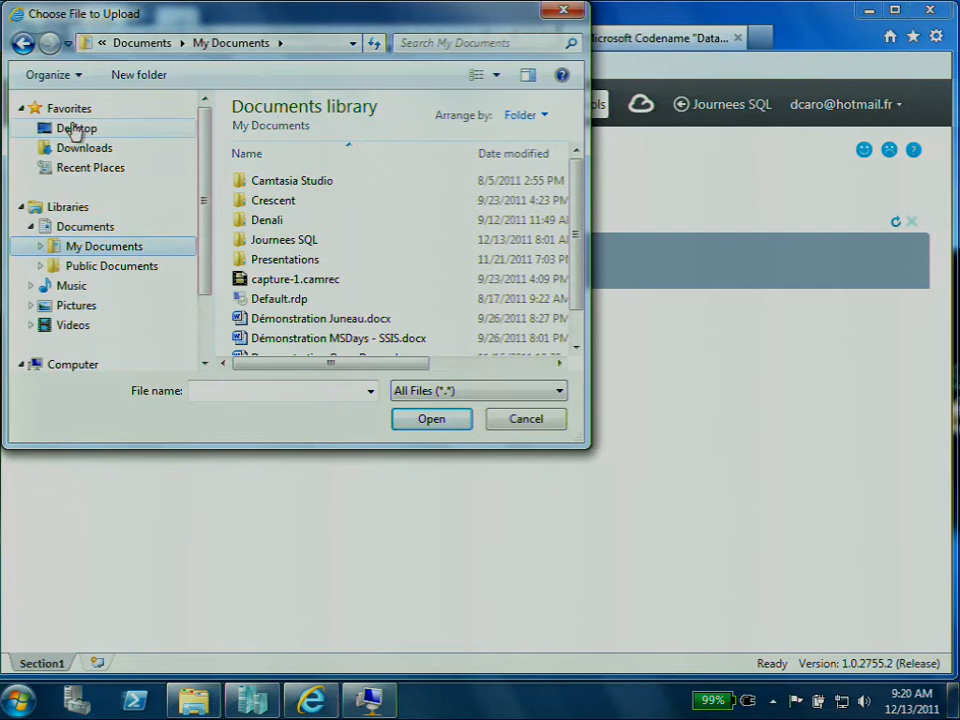 Choose File to Upload
« Documents ▸ My Documents ▸
Search My Documents
icrosoft Codename "Data...
Organize
New folder
Favorites
Desktop
Downloads
Recent Places
Libraries
Documents
My Documents
Public Documents
Music
Pictures
Videos
Computer
Documents library
My Documents
Arrange by: Folder
Name
Date modified
Camtasia Studio 8/5/2011 2:55 PM
Crescent 9/23/2011 4:23 PM
Denali 9/12/2011 11:49 A
Journees SQL 12/13/2011 8:01 A
Presentations 11/21/2011 7:03 P
capture-1.camrec 9/23/2011 4:09 PM
Default.rdp 8/17/2011 9:22 A
Démonstration Juneau.docx 9/26/2011 8:27 P
Démonstration MSDays - SSIS.docx 9/26/2011 8:01 P
File name:
All Files (*.*)
Open
Cancel
ols
Journees SQL
dcaro@hotmail.fr
Section1
Ready Version: 1.0.2755.2 (Release)
99%
9:20 AM
12/13/2011